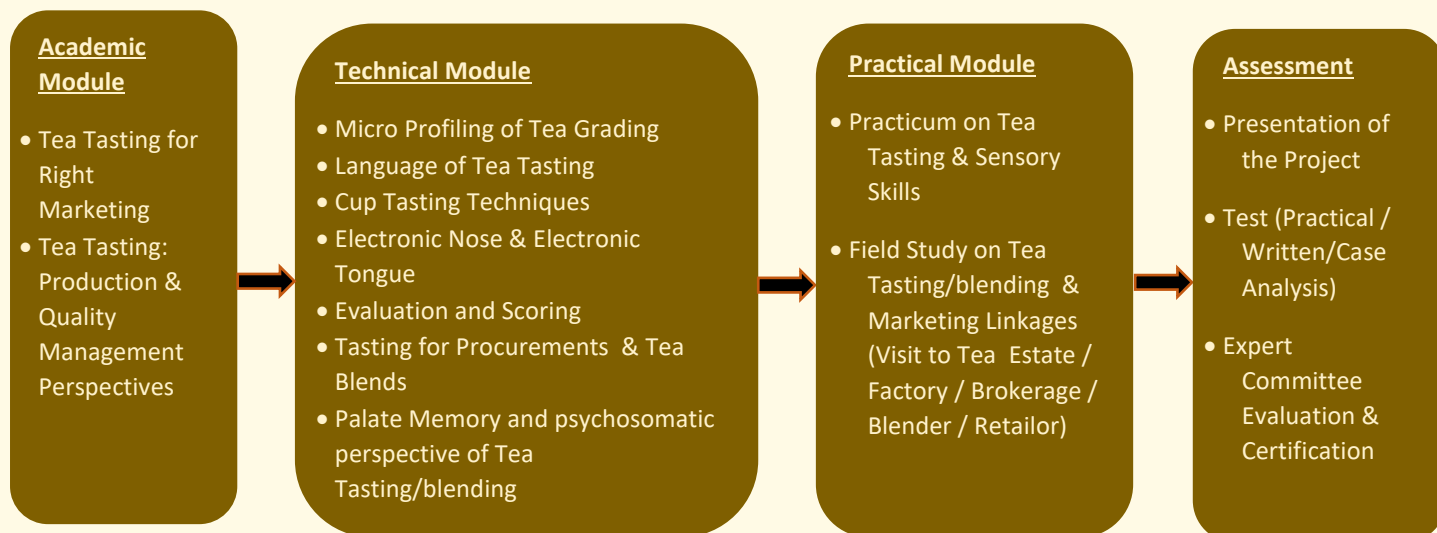 Academic
Module
• Tea Tasting for
Right
Marketing
• Tea Tasting:
Production &
Quality
Management
Perspectives
Technical Module
• Micro Profiling of Tea Grading
• Language of Tea Tasting
• Cup Tasting Techniques
• Electronic Nose & Electronic
Tongue
• Evaluation and Scoring
• Tasting for Procurements & Tea
Blends
• Palate Memory and psychosomatic
perspective of Tea
Tasting/blending
Practical Module
• Practicum on Tea
Tasting & Sensory
Skills
• Field Study on Tea
Tasting/blending &
Marketing Linkages
(Visit to Tea Estate /
Factory / Brokerage /
Blender / Retailor)
Assessment
• Presentation of
the Project
• Test (Practical /
Written/Case
Analysis)
• Expert
Committee
Evaluation &
Certification